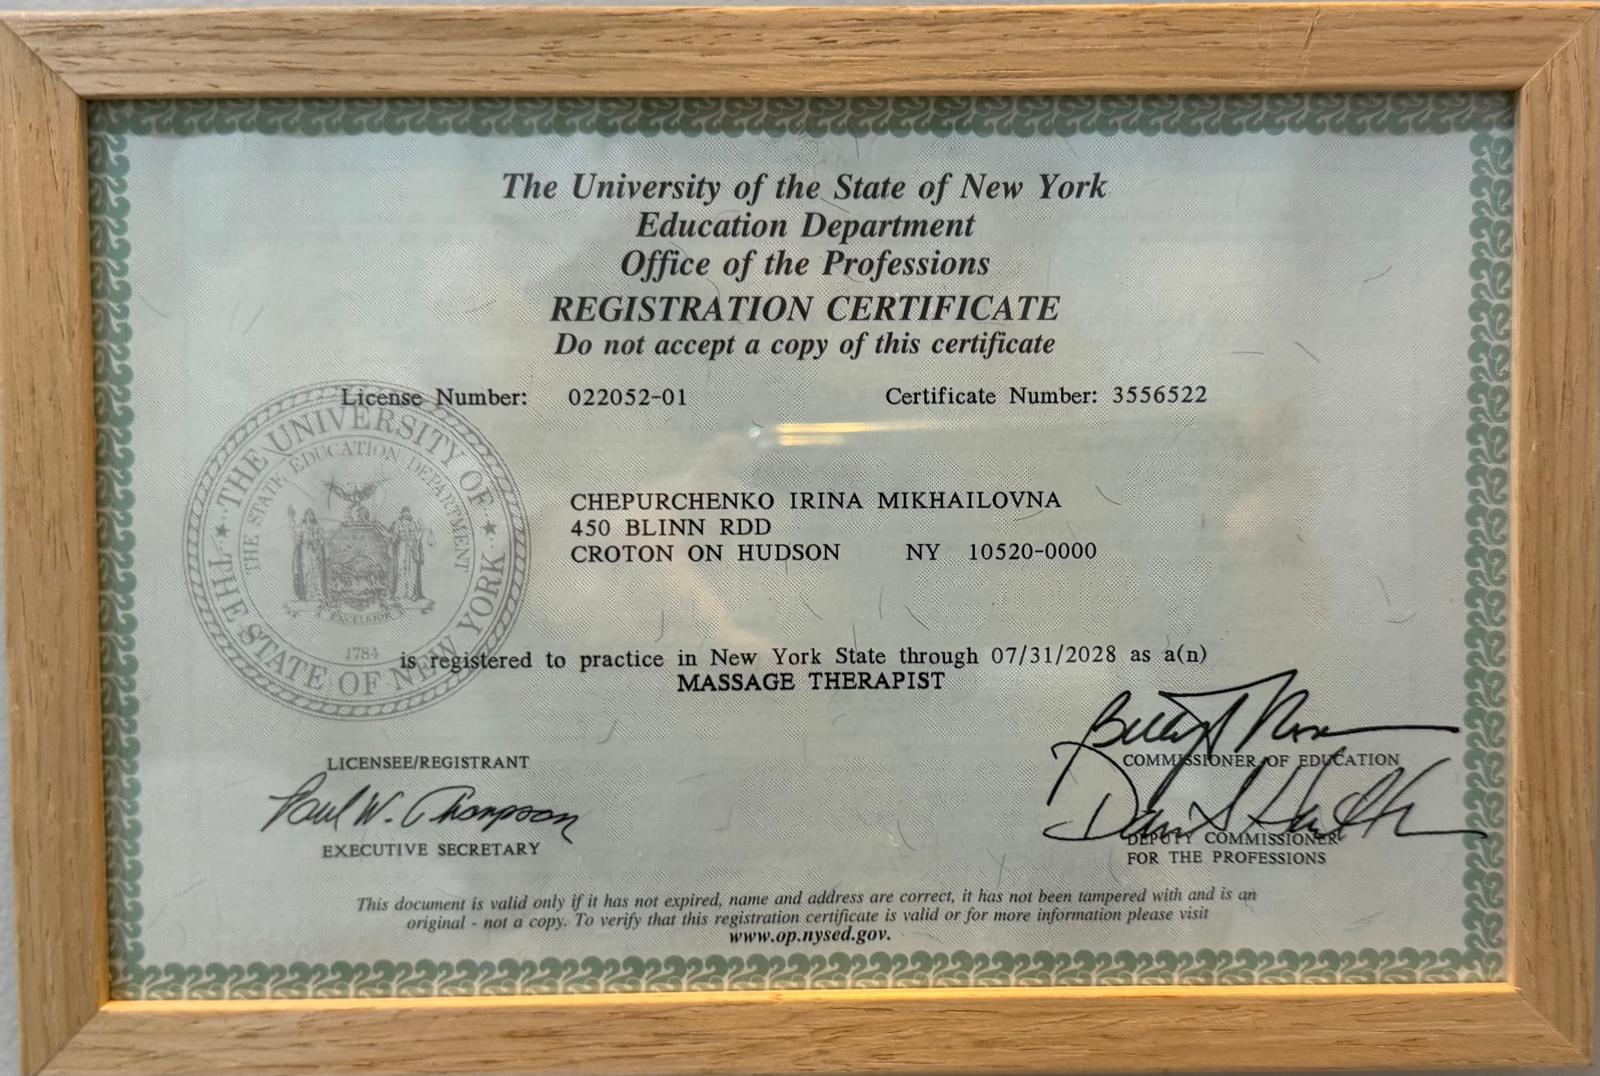 The University of the State of New York
Education Department
Office of the Professions
REGISTRATION CERTIFICATE
Do not accept a copy of this certificate
License Number: 022052-01 Certificate Number: 3556522
THE UNIVERSITY OF THE STATE OF NEW YORK
THE STATE EDUCATION DEPARTMENT
EXCELSIOR
1784
CHEPURCHENKO IRINA MIKHAILOVNA
450 BLINN RDD
CROTON ON HUDSON NY 10520-0000
is registered to practice in New York State through 07/31/2028 as a(n)
MASSAGE THERAPIST
LICENSEE/REGISTRANT
COMMISSIONER OF EDUCATION
Paul W. Thompson
EXECUTIVE SECRETARY
DEPUTY COMMISSIONER
FOR THE PROFESSIONS
This document is valid only if it has not expired, name and address are correct, it has not been tampered with and is an
original - not a copy. To verify that this registration certificate is valid or for more information please visit
www.op.nysed.gov.